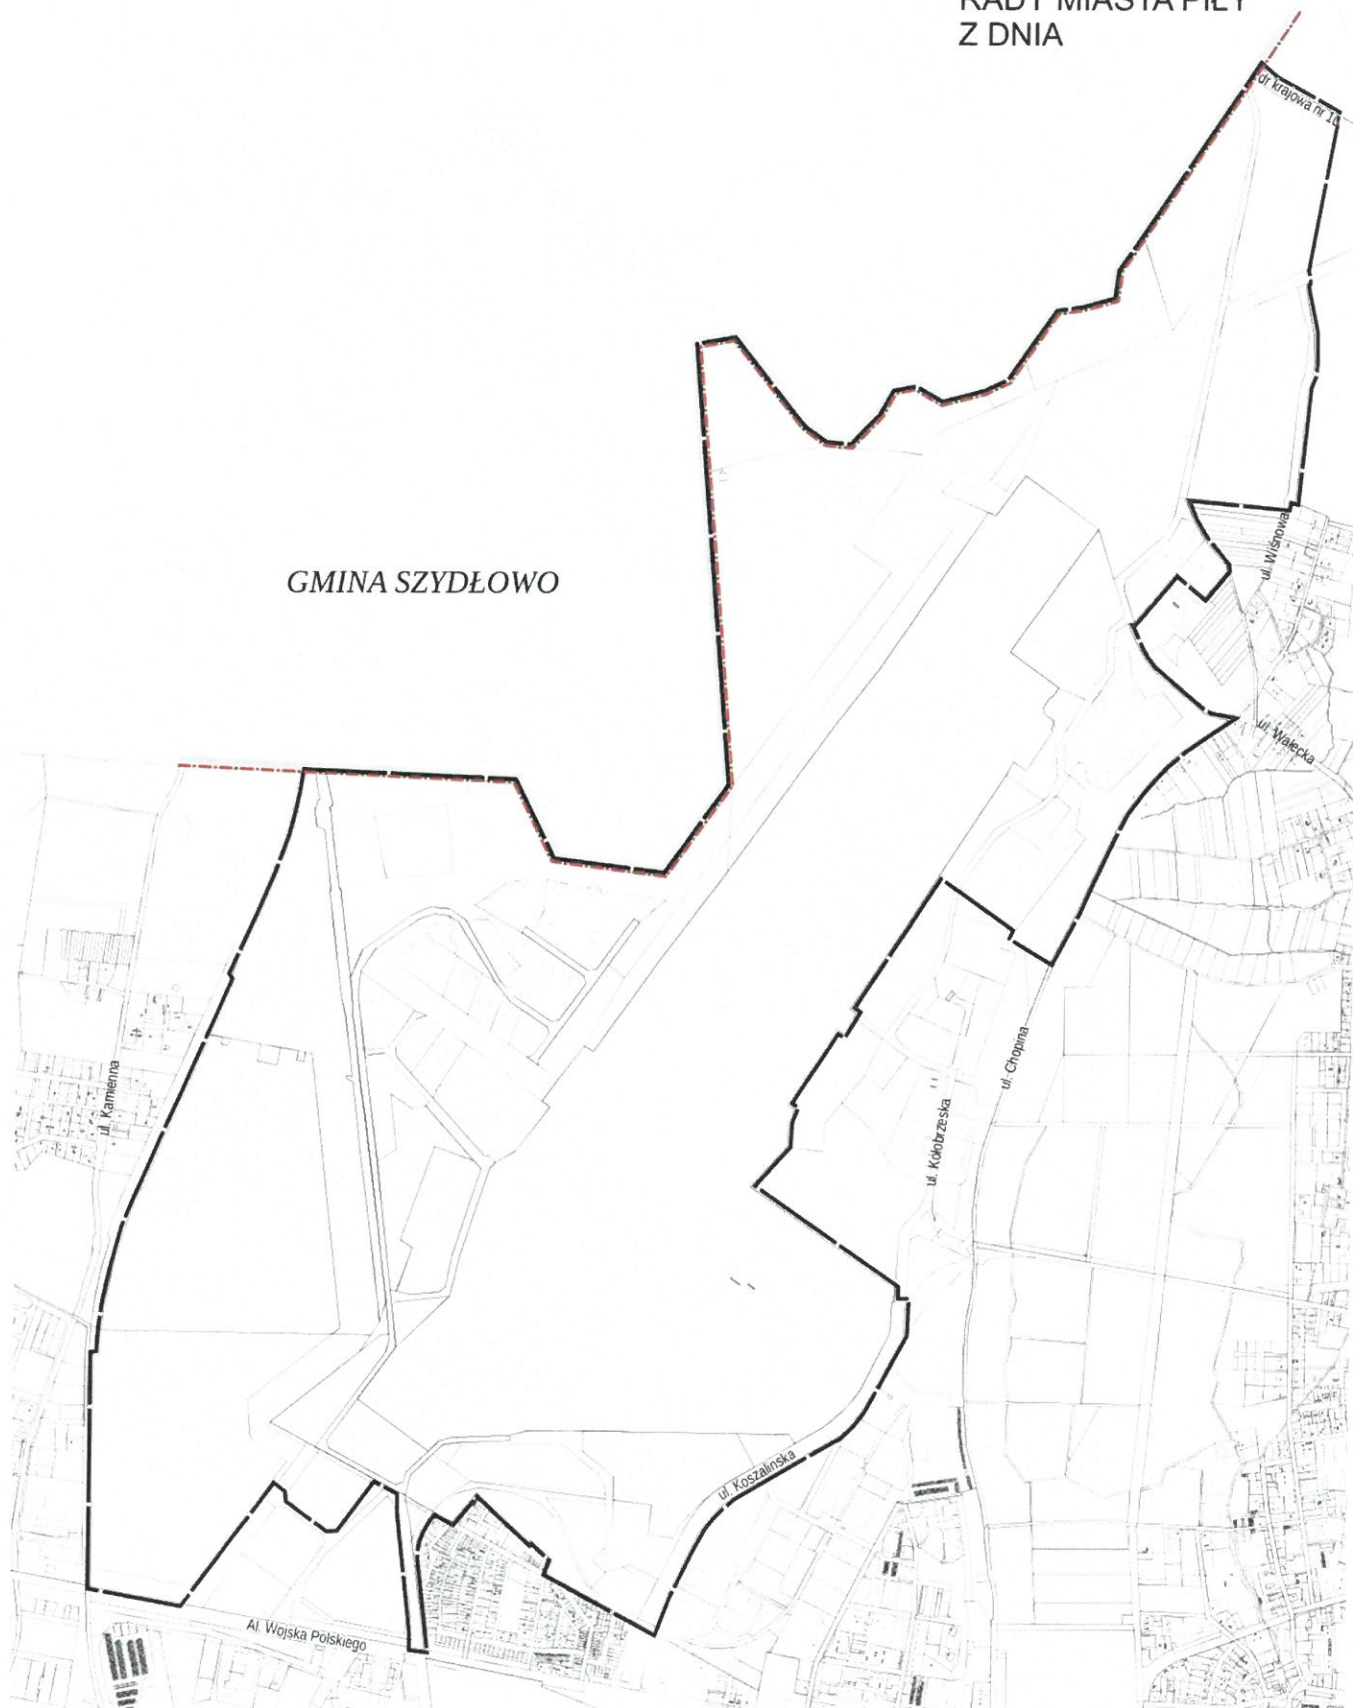 RADY MIASTA PIŁY
Z DNIA
dr krajowa nr 10
GMINA SZYDŁOWO
ul. Wiśniowa
ul. Wałecka
ul. Kamienna
ul. Chopina
ul. Kołobrzeska
ul. Koszalińska
Al. Wojska Polskiego